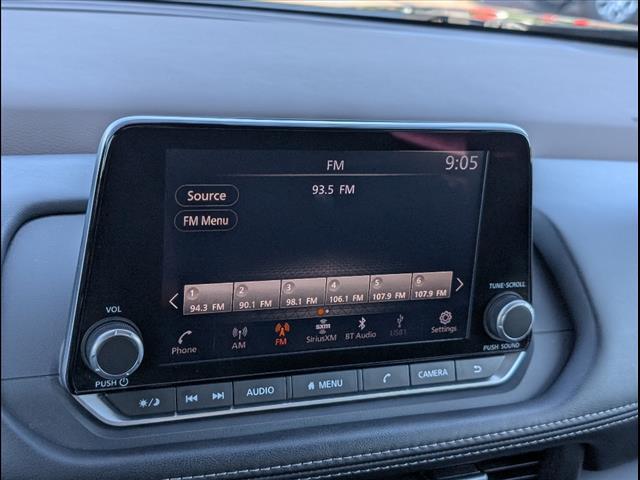 FM 9:05
Source 93.5 FM
FM Menu
1 2 3 4 5 6
94.3 FM 90.1 FM 98.1 FM 106.1 FM 107.9 FM 107.9 FM
Phone AM FM SXM SiriusXM BT Audio USB1 Settings
VOL
PUSH
TUNE·SCROLL
PUSH SOUND
AUDIO MENU CAMERA